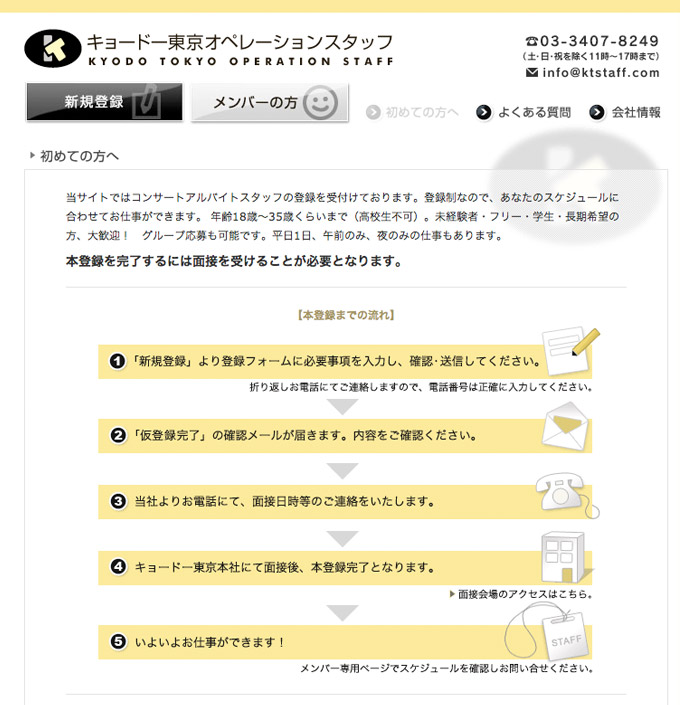 キョードー東京オペレーションスタッフ
KYODO TOKYO OPERATION STAFF
☎03-3407-8249
(土・日・祝を除く11時〜17時まで)
info@ktstaff.com
新規登録
メンバーの方
初めての方へ
よくある質問
会社情報
初めての方へ
当サイトではコンサートアルバイトスタッフの登録を受付けております。登録制なので、あなたのスケジュールに
合わせてお仕事ができます。 年齢18歳〜35歳くらいまで（高校生不可）。未経験者・フリー・学生・長期希望の
方、大歓迎！　グループ応募も可能です。平日1日、午前のみ、夜のみの仕事もあります。
本登録を完了するには面接を受けることが必要となります。
【本登録までの流れ】
1 「新規登録」より登録フォームに必要事項を入力し、確認・送信してください。
折り返しお電話にてご連絡しますので、電話番号は正確に入力してください。
2 「仮登録完了」の確認メールが届きます。内容をご確認ください。
3 当社よりお電話にて、面接日時等のご連絡をいたします。
4 キョードー東京本社にて面接後、本登録完了となります。
面接会場のアクセスはこちら。
5 いよいよお仕事ができます！
STAFF
メンバー専用ページでスケジュールを確認しお問い合せください。